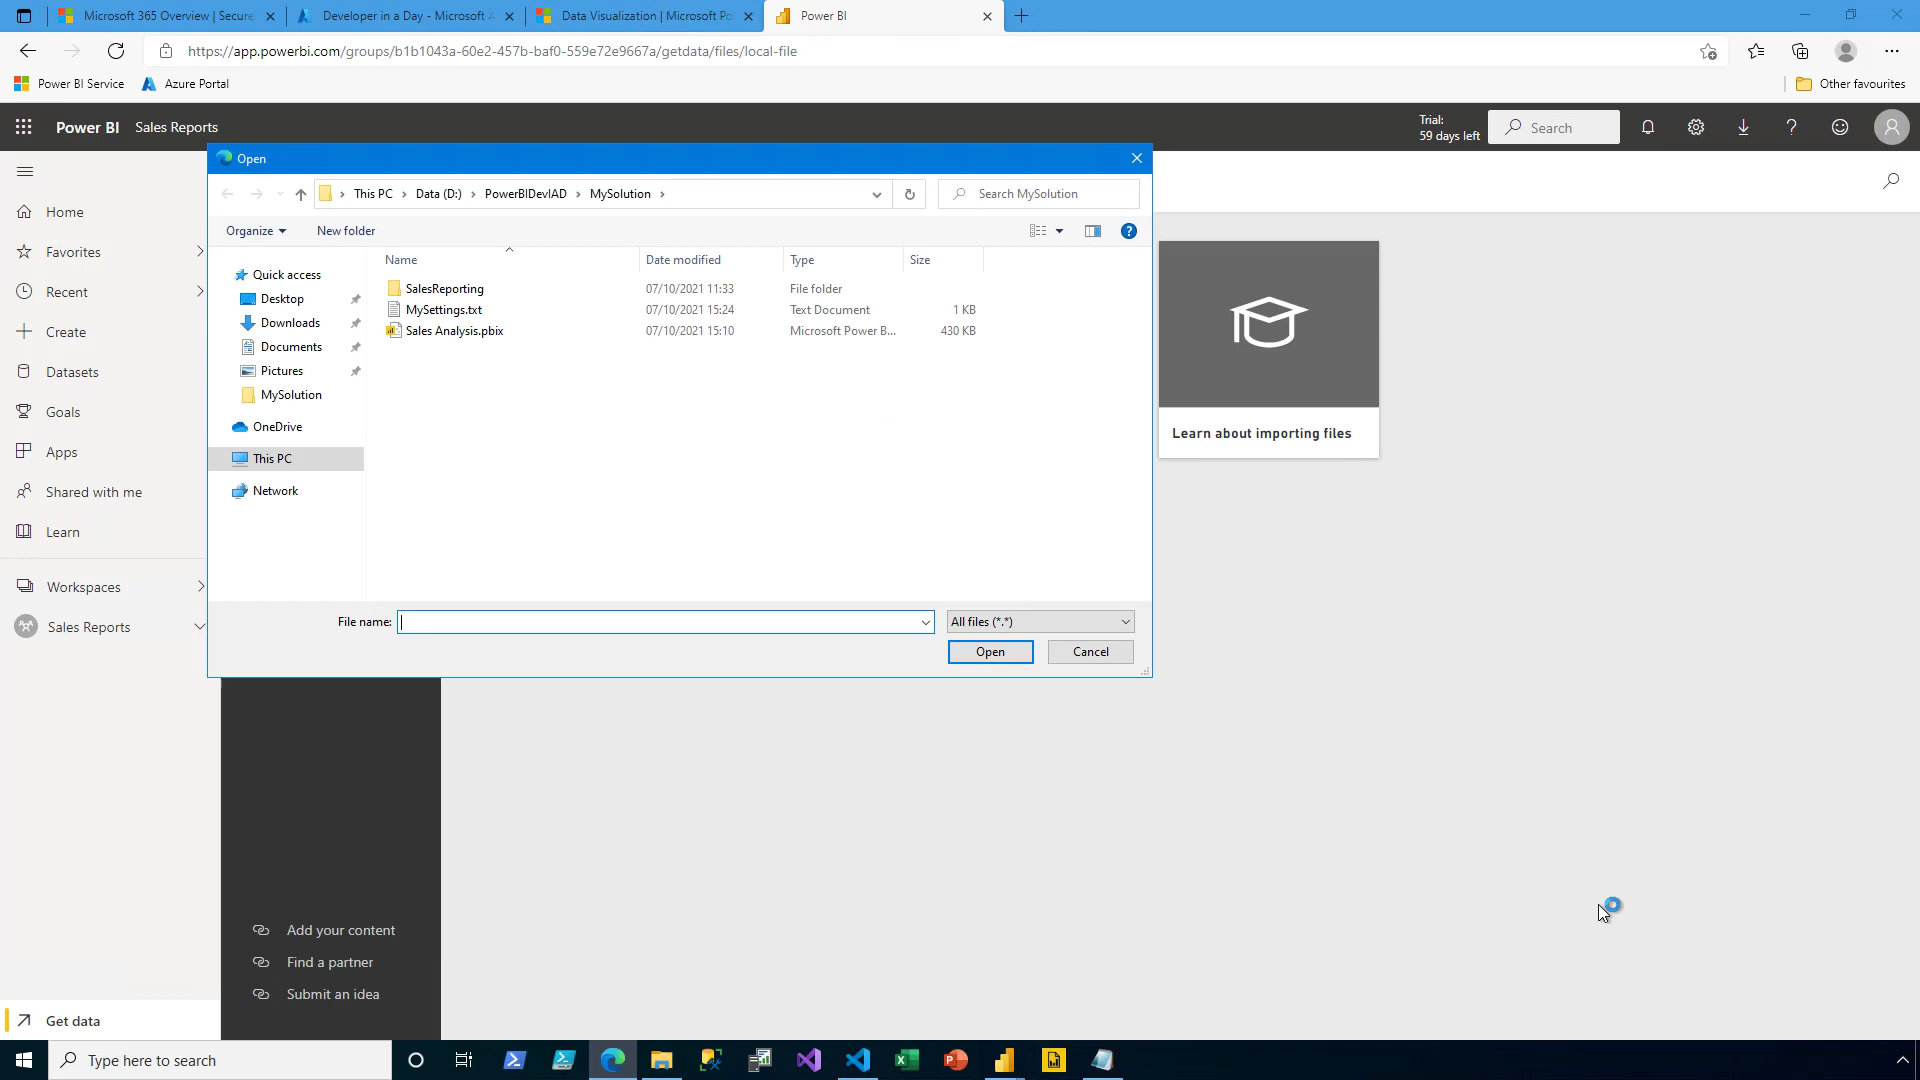 Microsoft 365 Overview | Secure
Developer in a Day - Microsoft A
Data Visualization | Microsoft Po
Power BI
https://app.powerbi.com/groups/b1b1043a-60e2-457b-baf0-559e72e9667a/getdata/files/local-file
Power BI Service
Azure Portal
Other favourites
Power BI
Sales Reports
Trial:
59 days left
Search
Home
Favorites
Recent
Create
Datasets
Goals
Apps
Shared with me
Learn
Workspaces
Sales Reports
Get data
Open
This PC > Data (D:) > PowerBIDevIAD > MySolution >
Search MySolution
Organize
New folder
Name Date modified Type Size
Quick access
Desktop
Downloads
Documents
Pictures
MySolution
OneDrive
This PC
Network
SalesReporting 07/10/2021 11:33 File folder
MySettings.txt 07/10/2021 15:24 Text Document 1 KB
Sales Analysis.pbix 07/10/2021 15:10 Microsoft Power B... 430 KB
File name:
All files (*.*)
Open
Cancel
Learn about importing files
Add your content
Find a partner
Submit an idea
Type here to search